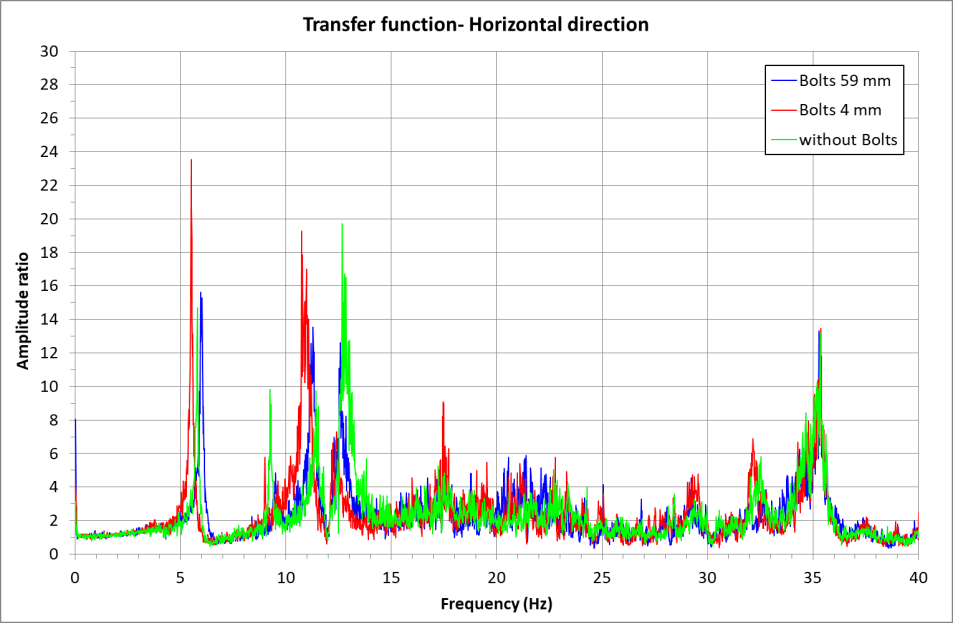 Transfer function- Horizontal direction
30
28
26
24
22
20
18
16
14
12
10
8
6
4
2
0
Amplitude ratio
Bolts 59 mm
Bolts 4 mm
without Bolts
0 5 10 15 20 25 30 35 40
Frequency (Hz)